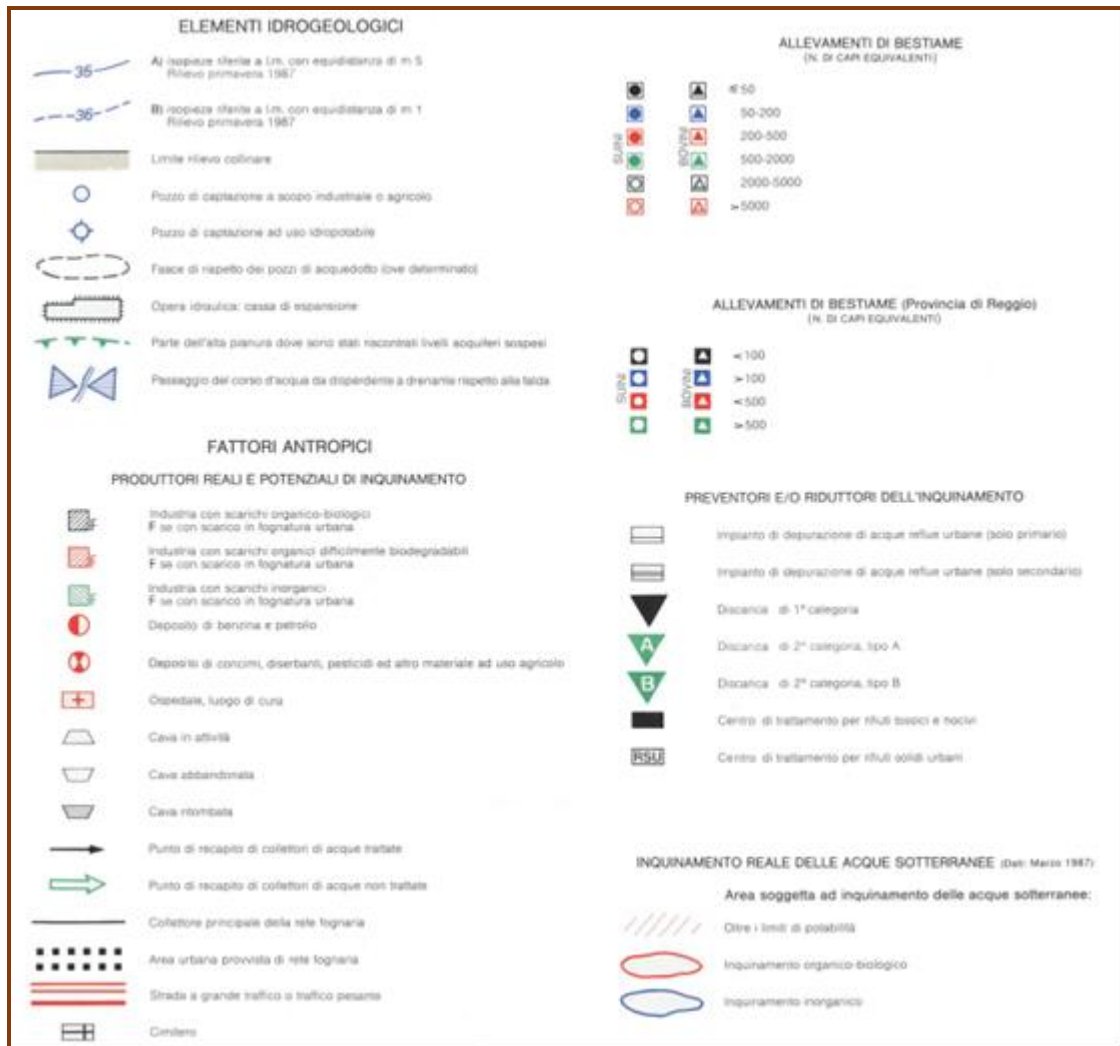 ELEMENTI IDROGEOLOGICI
35
A) isopieze riferite a l.m. con equidistanza di m 5
Rilievo primavera 1987
36
B) isopieze riferite a l.m. con equidistanza di m 1
Rilievo primavera 1987
Limite rilievo collinare
Pozzo di captazione a scopo industriale o agricolo
Pozzo di captazione ad uso idropotabile
Fasce di rispetto dei pozzi di acquedotto (ove determinato)
Opera idraulica: cassa di espansione
Parte dell'alta pianura dove sono stati riscontrati livelli acquiferi sospesi
Passaggio del corso d'acqua da disperdente a drenante rispetto alla falda
FATTORI ANTROPICI
PRODUTTORI REALI E POTENZIALI DI INQUINAMENTO
F
Industria con scarichi organico-biologici
F se con scarico in fognatura urbana
F
Industria con scarichi organici difficilmente biodegradabili
F se con scarico in fognatura urbana
F
Industria con scarichi inorganici
F se con scarico in fognatura urbana
Deposito di benzina e petrolio
Deposito di concimi, diserbanti, pesticidi ed altro materiale ad uso agricolo
Ospedale, luogo di cura
Cava in attività
Cava abbandonata
Cava ritombata
Punto di recapito di collettori di acque trattate
Punto di recapito di collettori di acque non trattate
Collettore principale della rete fognaria
Area urbana provvista di rete fognaria
Strada a grande traffico o traffico pesante
Cimitero
ALLEVAMENTI DI BESTIAME
(N. DI CAPI EQUIVALENTI)
SUINI
BOVINI
≤50
50-200
200-500
500-2000
2000-5000
>5000
ALLEVAMENTI DI BESTIAME (Provincia di Reggio)
(N. DI CAPI EQUIVALENTI)
SUINI
BOVINI
<100
>100
<500
>500
PREVENTORI E/O RIDUTTORI DELL'INQUINAMENTO
Impianto di depurazione di acque reflue urbane (solo primario)
Impianto di depurazione di acque reflue urbane (solo secondario)
Discarica di 1ª categoria
A
Discarica di 2ª categoria, tipo A
B
Discarica di 2ª categoria, tipo B
Centro di trattamento per rifiuti tossici e nocivi
RSU
Centro di trattamento per rifiuti solidi urbani
INQUINAMENTO REALE DELLE ACQUE SOTTERRANEE (Dati: Marzo 1987)
Area soggetta ad inquinamento delle acque sotterranee:
Oltre i limiti di potabilità
Inquinamento organico-biologico
Inquinamento inorganico